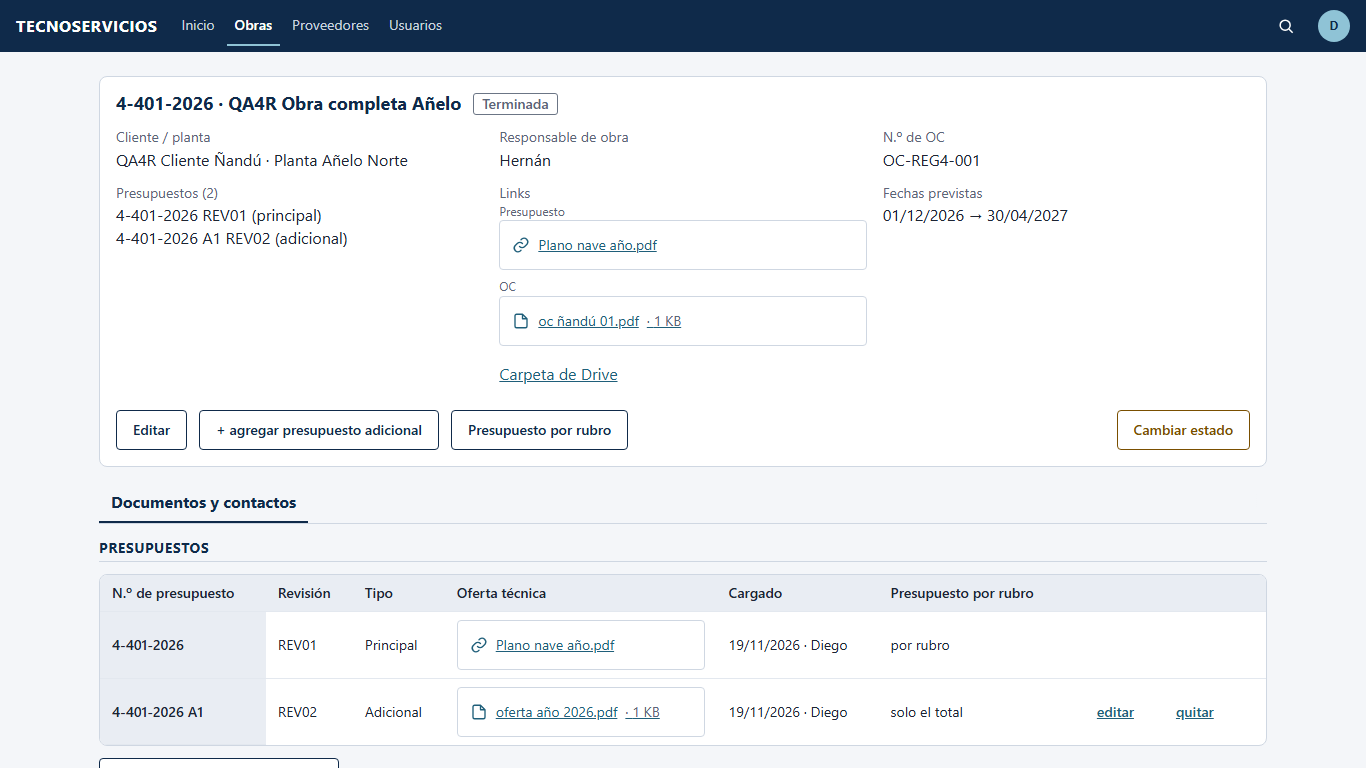 TECNOSERVICIOS Inicio Obras Proveedores Usuarios D
4-401-2026 · QA4R Obra completa Añelo Terminada
Cliente / planta
QA4R Cliente Ñandú · Planta Añelo Norte
Responsable de obra
Hernán
N.º de OC
OC-REG4-001
Presupuestos (2)
4-401-2026 REV01 (principal)
4-401-2026 A1 REV02 (adicional)
Links
Presupuesto
Plano nave año.pdf
OC
oc ñandú 01.pdf · 1 KB
Carpeta de Drive
Fechas previstas
01/12/2026 → 30/04/2027
Editar + agregar presupuesto adicional Presupuesto por rubro Cambiar estado
Documentos y contactos
PRESUPUESTOS
N.º de presupuesto Revisión Tipo Oferta técnica Cargado Presupuesto por rubro
4-401-2026 REV01 Principal Plano nave año.pdf 19/11/2026 · Diego por rubro
4-401-2026 A1 REV02 Adicional oferta año 2026.pdf · 1 KB 19/11/2026 · Diego solo el total editar quitar